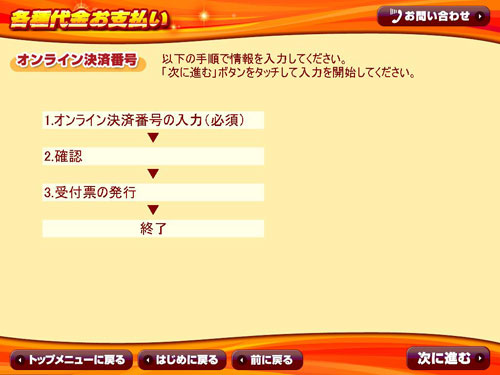 各種代金お支払い
お問い合わせ
オンライン決済番号
以下の手順で情報を入力してください。
「次に進む」ボタンをタッチして入力を開始してください。
1.オンライン決済番号の入力(必須)
▼
2.確認
▼
3.受付票の発行
▼
終了
トップメニューに戻る
はじめに戻る
前に戻る
次に進む